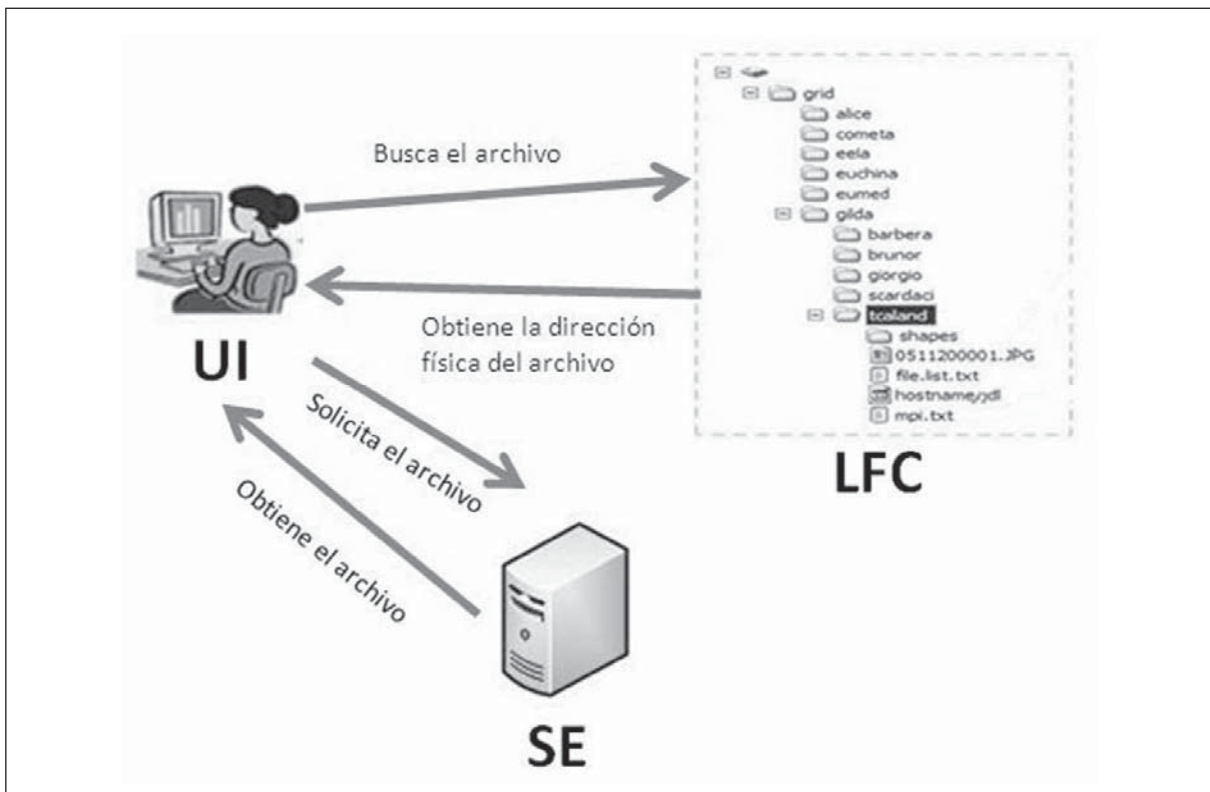 Busca el archivo
Obtiene la dirección
física del archivo
UI
Solicita el archivo
Obtiene el archivo
SE
grid
alice
cometa
eela
euchina
eumed
gilda
barbera
brunor
giorgio
scardaci
tcaland
shapes
0511200001.JPG
file.list.txt
hostname.jdl
mpi.txt
LFC